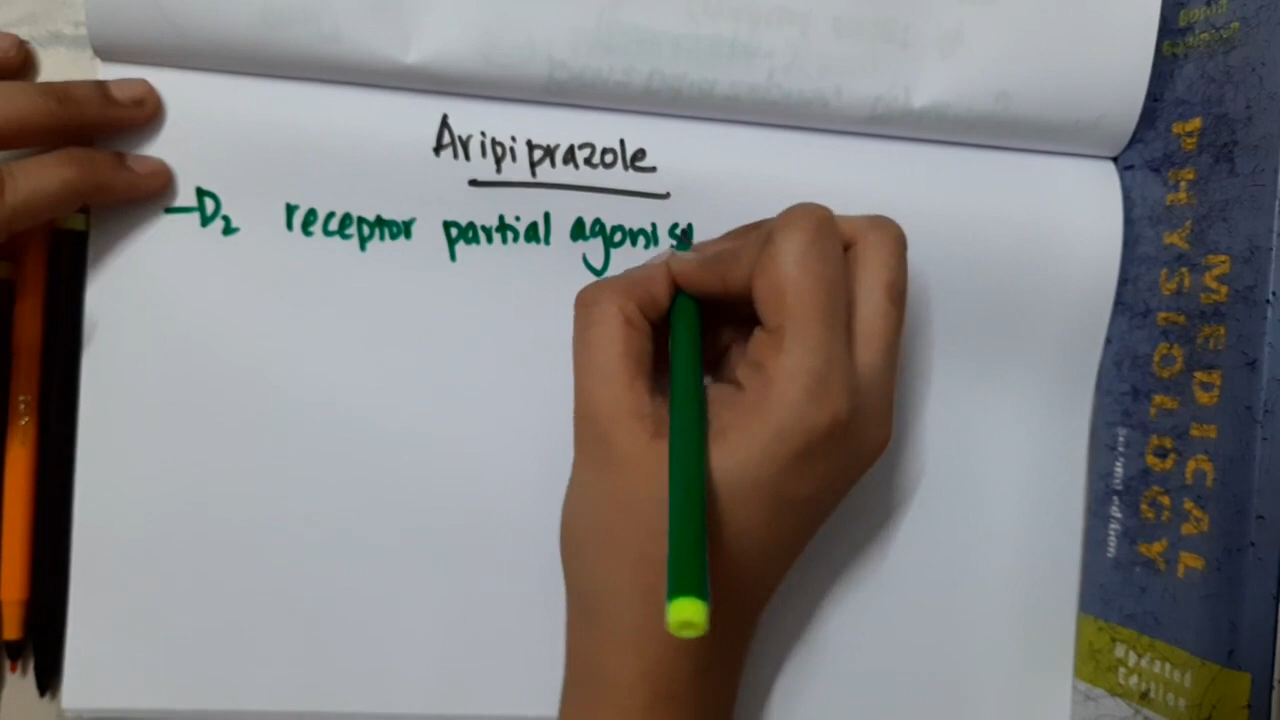 Aripiprazole
–D2 receptor partial agonis
MEDICAL
PHYSIOLOGY
Updated
Edition